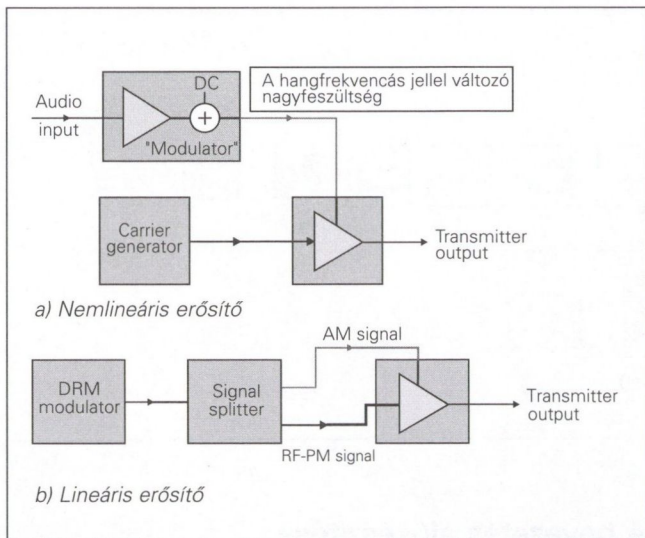 Audio
input
DC
"Modulator"
A hangfrekvencás jellel változó
nagyfeszültség
Carrier
generator
Transmitter
output
a) Nemlineáris erősítő
DRM
modulator
Signal
splitter
AM signal
RF-PM signal
Transmitter
output
b) Lineáris erősítő